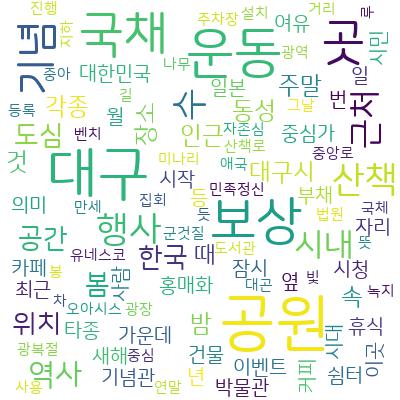 진행
주차장
설치
거리
루
지하
국채
운동
여유
광역
시민
기념
중아
나무
곳
대한민국
수
일본
주말
일
근처
각종
월
장소
동성
번
그날
등록
길
자존심
도심
벤치
인근
산책로
중심가
중앙로
미나리
것
대구
시작
애국
대구시
산책
의미
만세
등
민족정신
부채
국체
집회
듯
법원
자리
뜻
공간
행사
보상
시내
유네스코
군것질
도서관
카페
봄
사람
한국
때
잠시
옆
빛
시청
녹지
최근
봉
홍매화
대곤
속
위치
차
오아시스
광장
공원
시대
휴식
타종
가운데
밤
이곳
광복절
새해
중심
건물
이벤트
커피
쉼터
역사
기념관
년
박물관
사용
연말